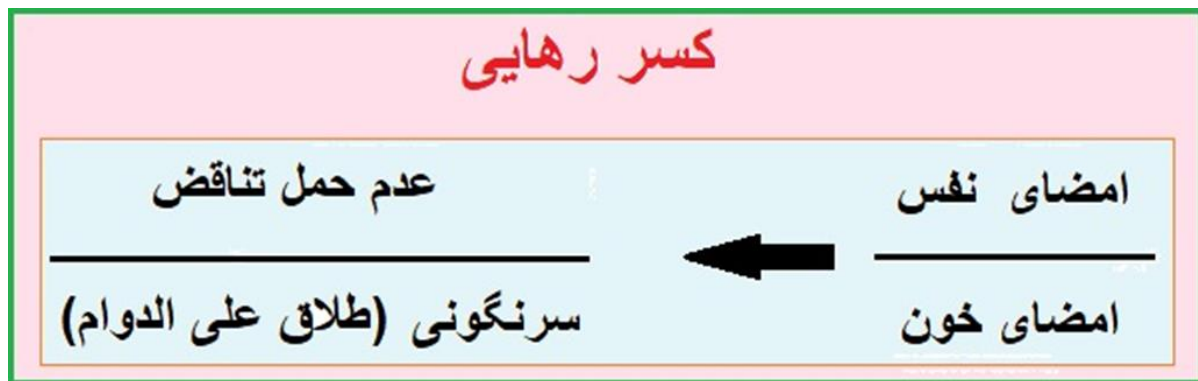 کسر رهایی
امضای نفس
عدم حمل تناقض
امضای خون
سرنگونی (طلاق علی الدوام)